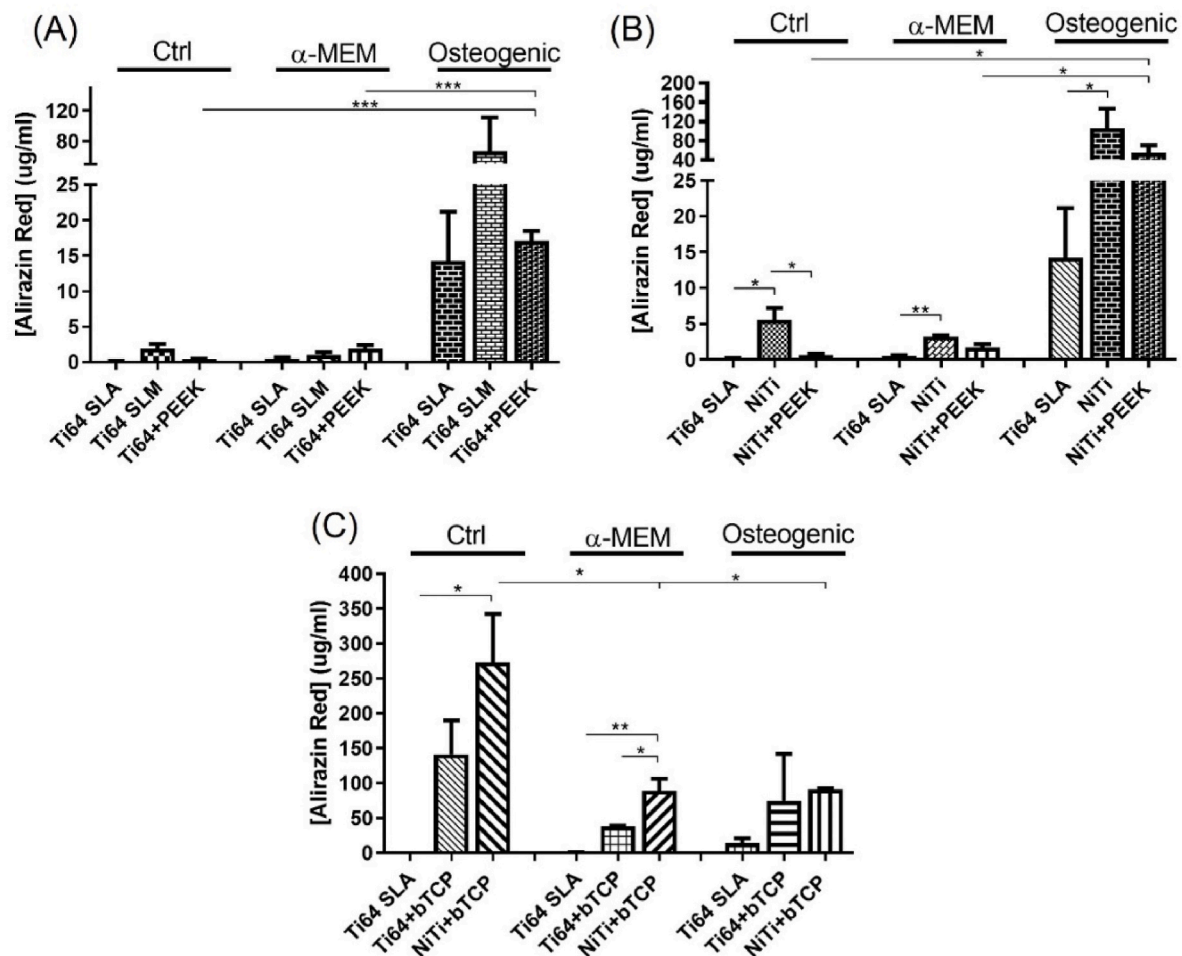 (A)
Ctrl
α-MEM
Osteogenic
***
***
[Alirazin Red] (ug/ml)
120
80
25
20
15
10
5
0
Ti64 SLA
Ti64 SLM
Ti64+PEEK
Ti64 SLA
Ti64 SLM
Ti64+PEEK
Ti64 SLA
Ti64 SLM
Ti64+PEEK
(B)
Ctrl
α-MEM
Osteogenic
*
*
*
[Alirazin Red] (ug/ml)
200
160
120
80
40
25
20
15
10
5
0
*
*
**
Ti64 SLA
NiTi
NiTi+PEEK
Ti64 SLA
NiTi
NiTi+PEEK
Ti64 SLA
NiTi
NiTi+PEEK
(C)
Ctrl
α-MEM
Osteogenic
*
*
*
**
*
[Alirazin Red] (ug/ml)
400
350
300
250
200
150
100
50
0
Ti64 SLA
Ti64+bTCP
NiTi+bTCP
Ti64 SLA
Ti64+bTCP
NiTi+bTCP
Ti64 SLA
Ti64+bTCP
NiTi+bTCP